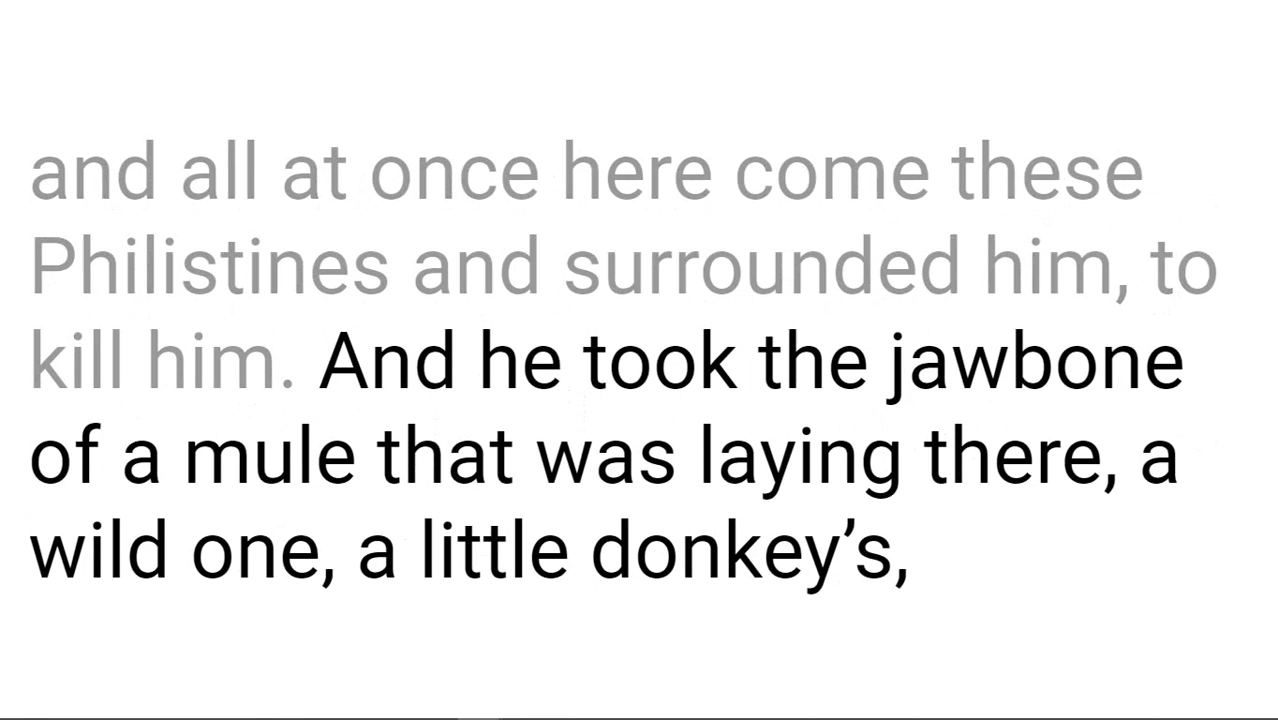 and all at once here come these
Philistines and surrounded him, to
kill him. And he took the jawbone
of a mule that was laying there, a
wild one, a little donkey’s,